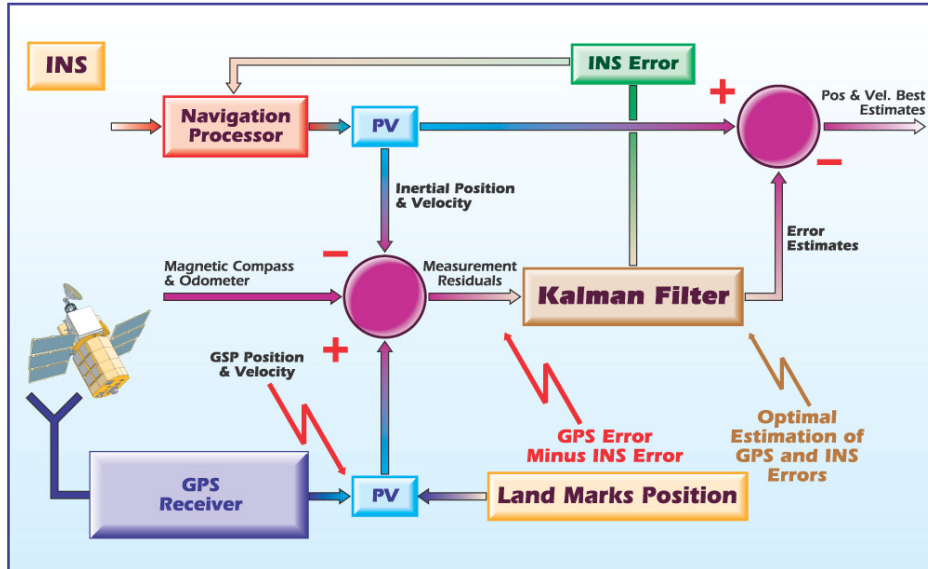 INS
INS Error
Navigation
Processor
PV
+
Pos & Vel. Best
Estimates
−
Inertial Position
& Velocity
Error
Estimates
−
Magnetic Compass
& Odometer
Measurement
Residuals
Kalman Filter
+
GSP Position
& Velocity
GPS Error
Minus INS Error
Optimal
Estimation of
GPS and INS
Errors
GPS
Receiver
PV
Land Marks Position